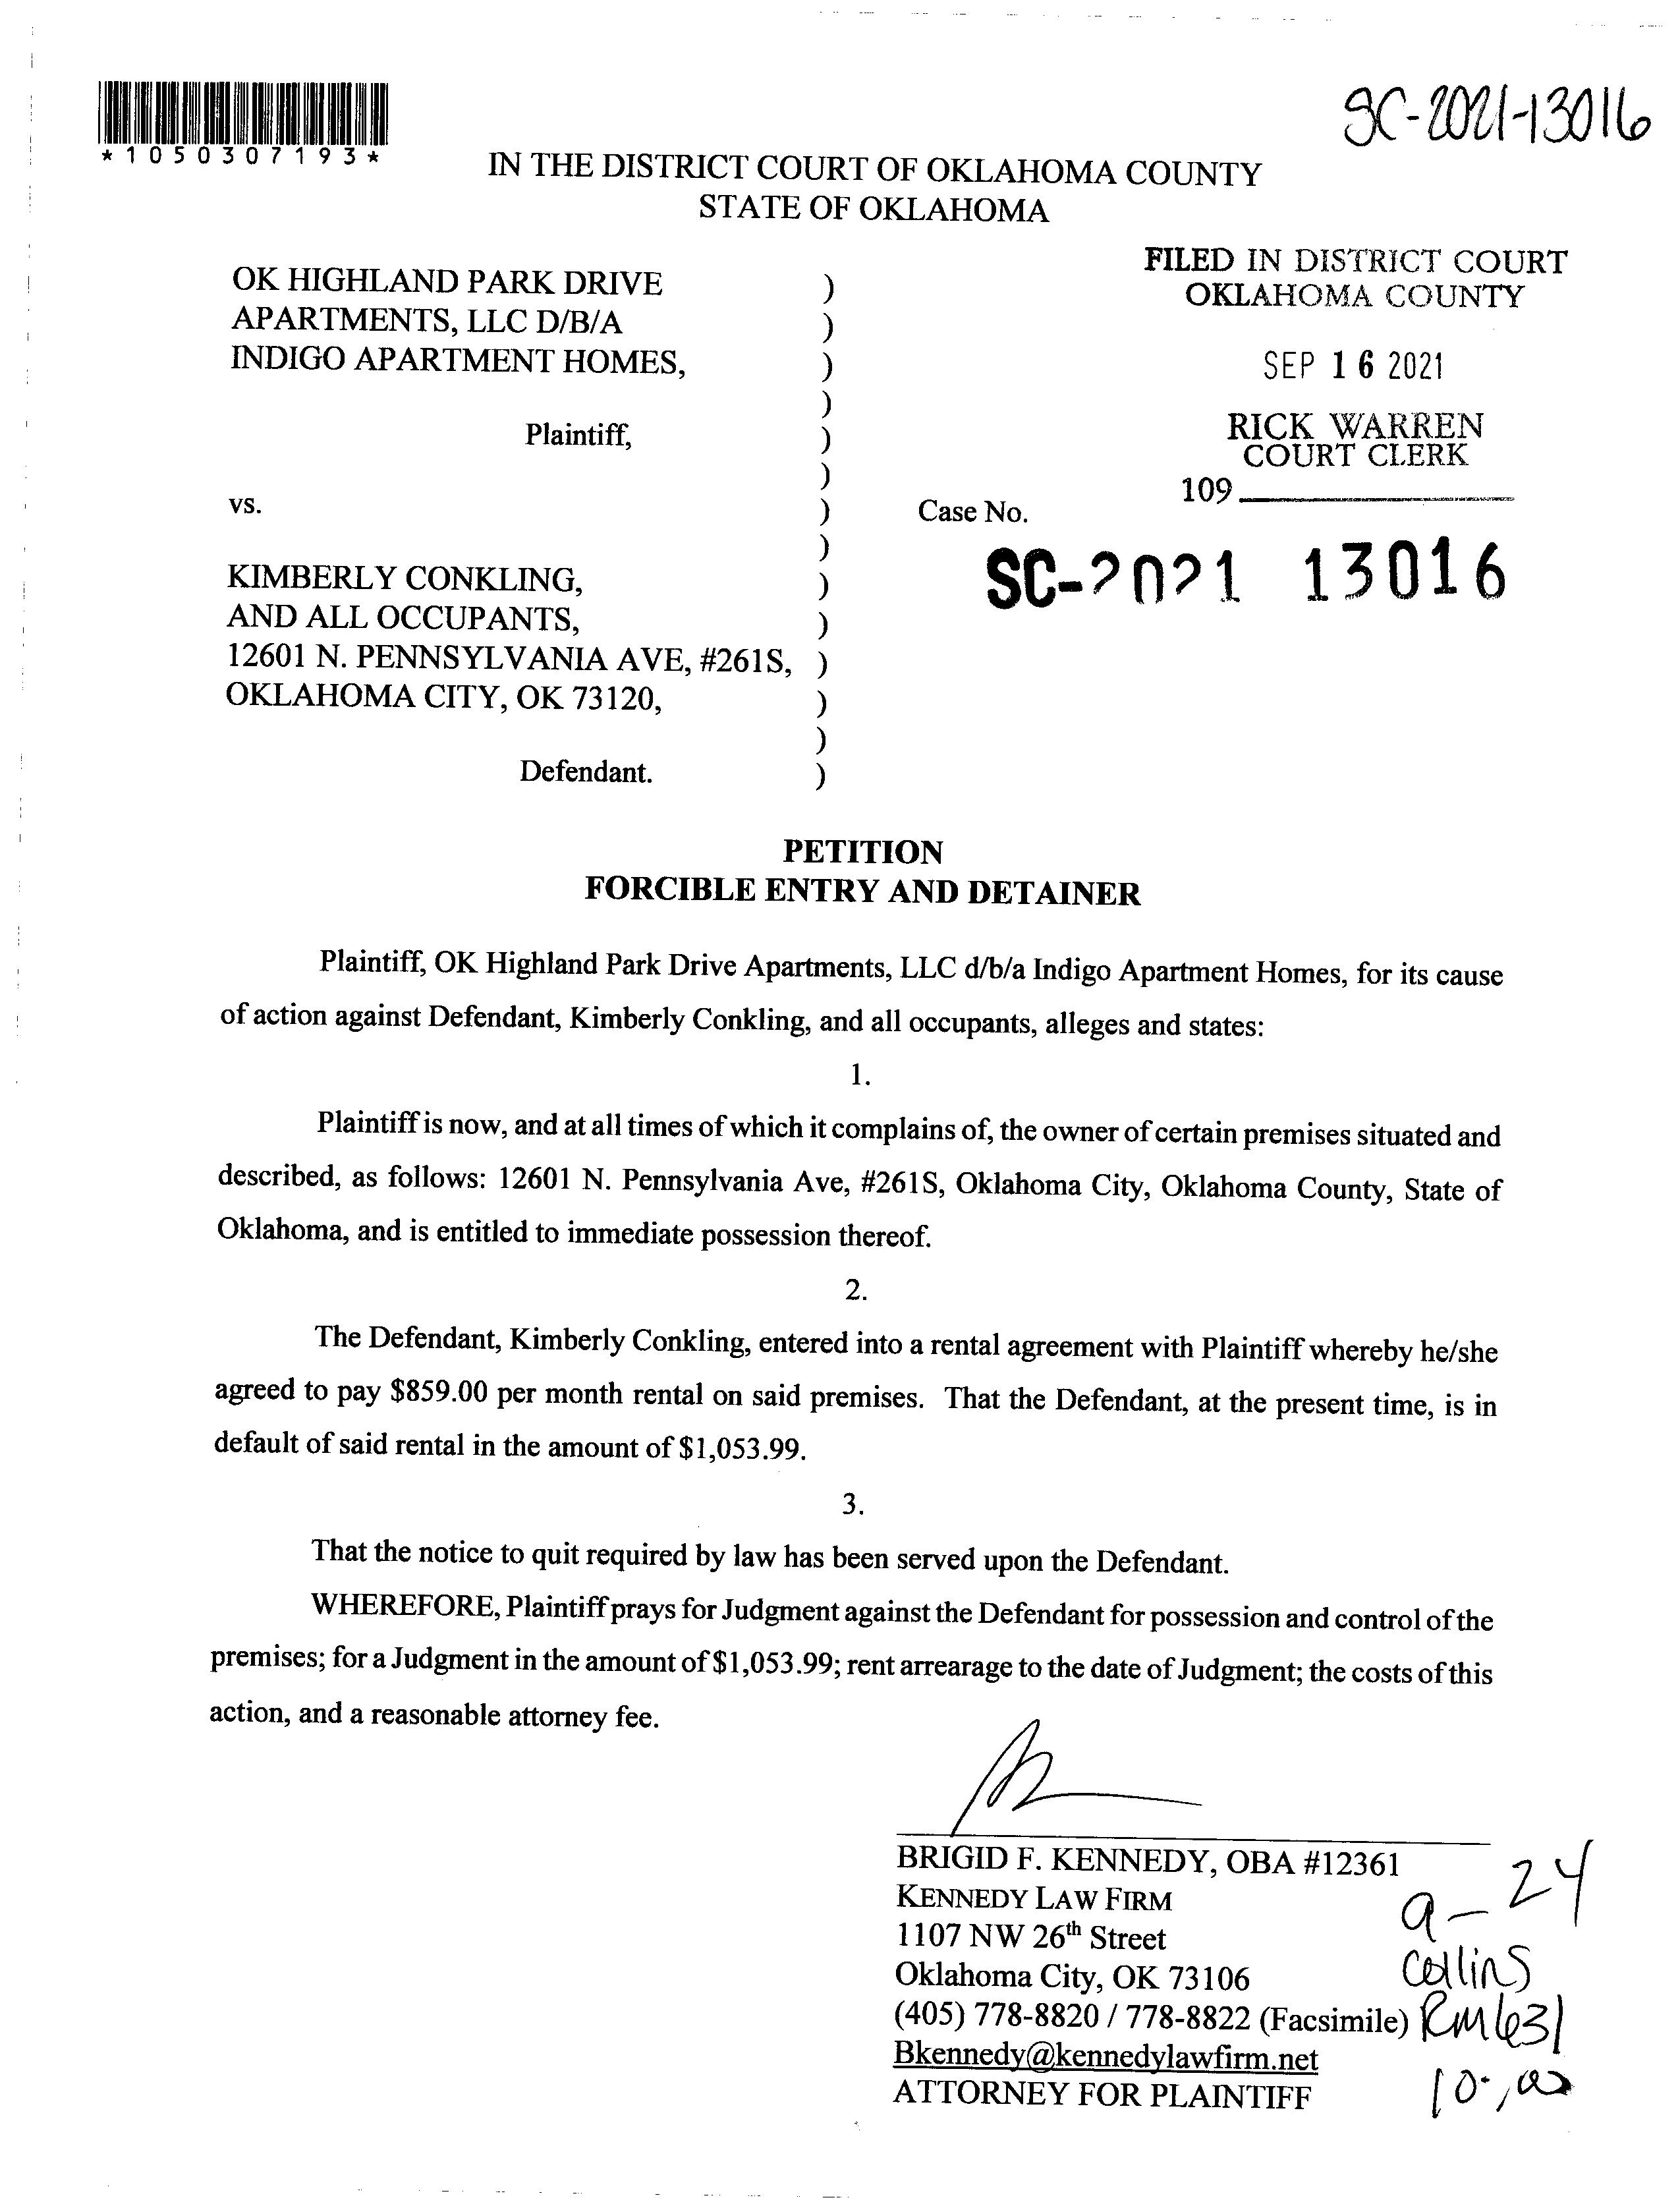 *1050307193*
SC-2021-13016
IN THE DISTRICT COURT OF OKLAHOMA COUNTY
STATE OF OKLAHOMA
FILED IN DISTRICT COURT
OKLAHOMA COUNTY
SEP 16 2021
RICK WARREN
COURT CLERK
109
OK HIGHLAND PARK DRIVE )
APARTMENTS, LLC D/B/A )
INDIGO APARTMENT HOMES, )
)
Plaintiff, )
)
vs. ) Case No.
)
SC-2021 13016
KIMBERLY CONKLING, )
AND ALL OCCUPANTS, )
12601 N. PENNSYLVANIA AVE, #261S, )
OKLAHOMA CITY, OK 73120, )
)
Defendant. )
PETITION
FORCIBLE ENTRY AND DETAINER
Plaintiff, OK Highland Park Drive Apartments, LLC d/b/a Indigo Apartment Homes, for its cause
of action against Defendant, Kimberly Conkling, and all occupants, alleges and states:
1.
Plaintiff is now, and at all times of which it complains of, the owner of certain premises situated and
described, as follows: 12601 N. Pennsylvania Ave, #261S, Oklahoma City, Oklahoma County, State of
Oklahoma, and is entitled to immediate possession thereof.
2.
The Defendant, Kimberly Conkling, entered into a rental agreement with Plaintiff whereby he/she
agreed to pay $859.00 per month rental on said premises. That the Defendant, at the present time, is in
default of said rental in the amount of $1,053.99.
3.
That the notice to quit required by law has been served upon the Defendant.
WHEREFORE, Plaintiff prays for Judgment against the Defendant for possession and control of the
premises; for a Judgment in the amount of $1,053.99; rent arrearage to the date of Judgment; the costs of this
action, and a reasonable attorney fee.
BRIGID F. KENNEDY, OBA #12361
KENNEDY LAW FIRM
1107 NW 26th Street
Oklahoma City, OK 73106
(405) 778-8820 / 778-8822 (Facsimile)
Bkennedy@kennedylawfirm.net
ATTORNEY FOR PLAINTIFF
9-24
Collins
RM 631